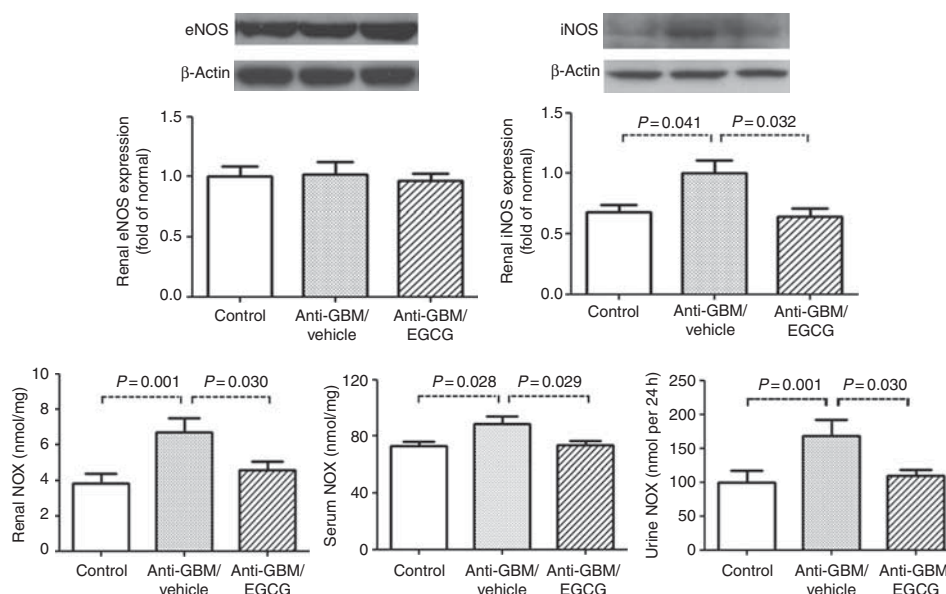 eNOS
β-Actin
Renal eNOS expression
(fold of normal)
1.5
1.0
0.5
0.0
Control
Anti-GBM/
vehicle
Anti-GBM/
EGCG
iNOS
β-Actin
Renal iNOS expression
(fold of normal)
1.5
1.0
0.5
0.0
P = 0.041
P = 0.032
Control
Anti-GBM/
vehicle
Anti-GBM/
EGCG
Renal NOX (nmol/mg)
10
8
6
4
2
0
P = 0.001
P = 0.030
Control
Anti-GBM/
vehicle
Anti-GBM/
EGCG
Serum NOX (nmol/mg)
120
80
40
0
P = 0.028
P = 0.029
Control
Anti-GBM/
vehicle
Anti-GBM/
EGCG
Urine NOX (nmol per 24 h)
250
200
150
100
50
0
P = 0.001
P = 0.030
Control
Anti-GBM/
vehicle
Anti-GBM/
EGCG